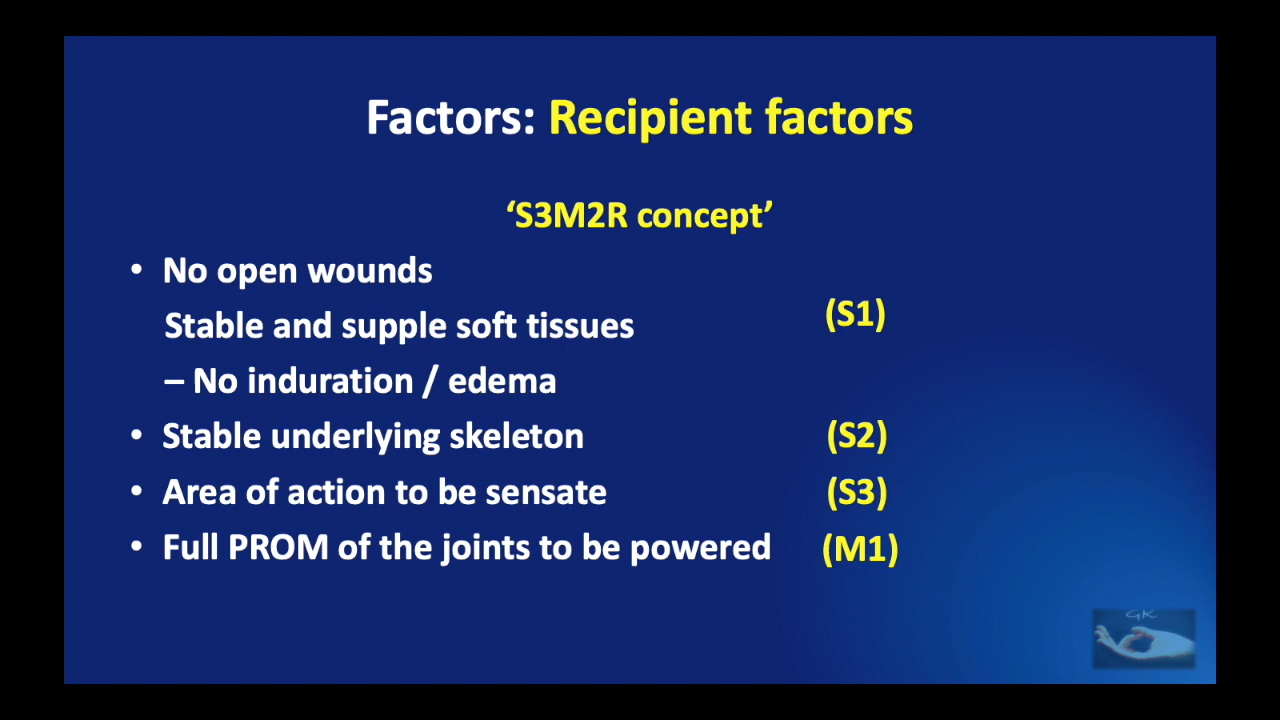 Factors: Recipient factors
‘S3M2R concept’
• No open wounds
Stable and supple soft tissues (S1)
– No induration / edema
• Stable underlying skeleton (S2)
• Area of action to be sensate (S3)
• Full PROM of the joints to be powered (M1)
GK